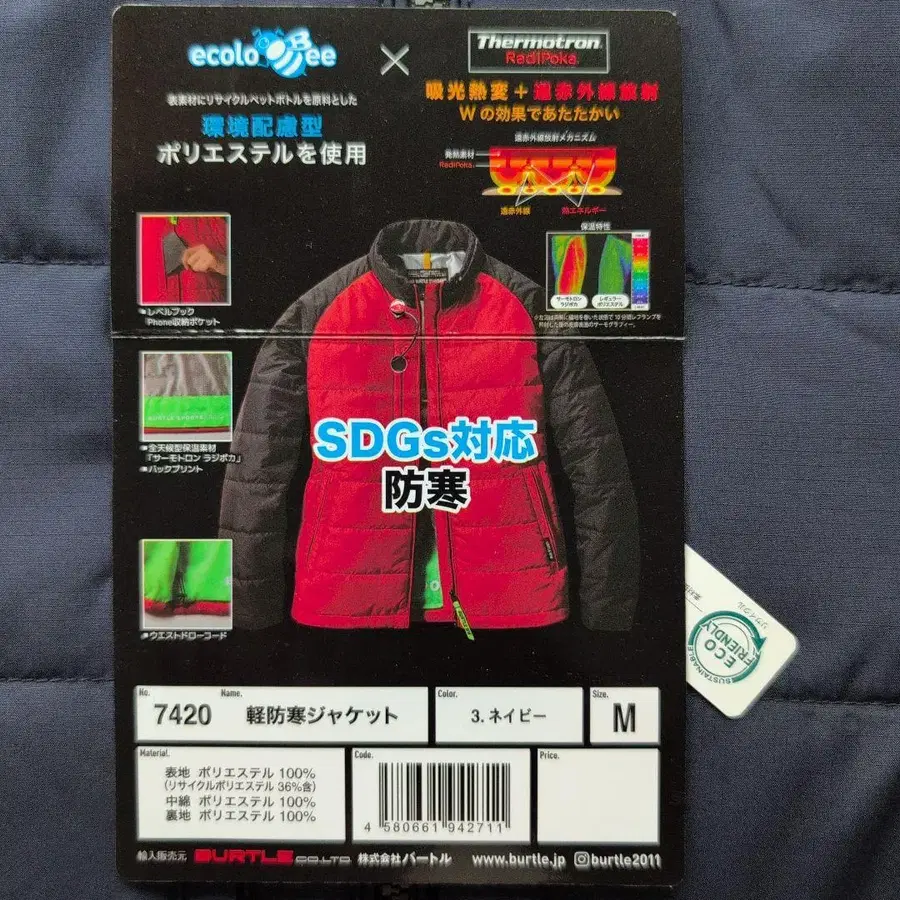 ecolo Bee
×
Thermotron
RadiPoka
表素材にリサイクルペットボトルを原料とした
環境配慮型
ポリエステルを使用
吸光熱変+遠赤外線放射
Wの効果であたたかい
遠赤外線放射メカニズム
発熱素材
RadiPoka
遠赤外線
熱エネルギー
保温特性
サーモトロン
ラジポカ
レギュラー
ポリエステル
レベルブック
Phone収納ポケット
全天候型保温素材
「サーモトロン ラジポカ」
バックプリント
ウエストドローコード
SDGs対応
防寒
リサイクル
ECO
FRIENDLY
SUSTAINABLE
No.
7420
Name.
軽防寒ジャケット
Color.
3.ネイビー
Size.
M
Material.
表地 ポリエステル 100%
(リサイクルポリエステル 36%含)
中綿 ポリエステル 100%
裏地 ポリエステル 100%
Code.
4 580661 942711
Price.
輸入販売元 BURTLE CO.,LTD. 株式会社バートル www.burtle.jp burtle2011